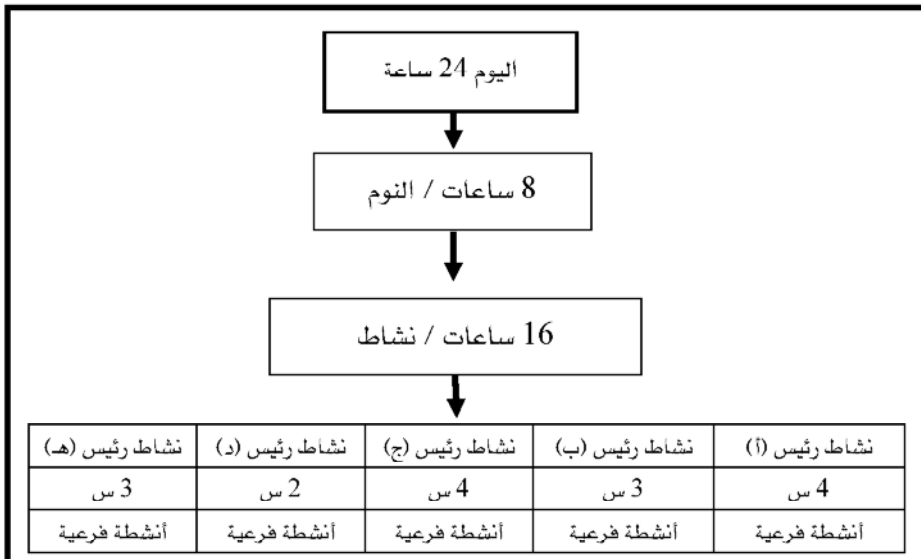 اليوم 24 ساعة
8 ساعات / النوم
16 ساعات / نشاط
نشاط رئيس (أ) نشاط رئيس (ب) نشاط رئيس (ج) نشاط رئيس (د) نشاط رئيس (هـ)
4 س 3 س 4 س 2 س 3 س
أنشطة فرعية أنشطة فرعية أنشطة فرعية أنشطة فرعية أنشطة فرعية